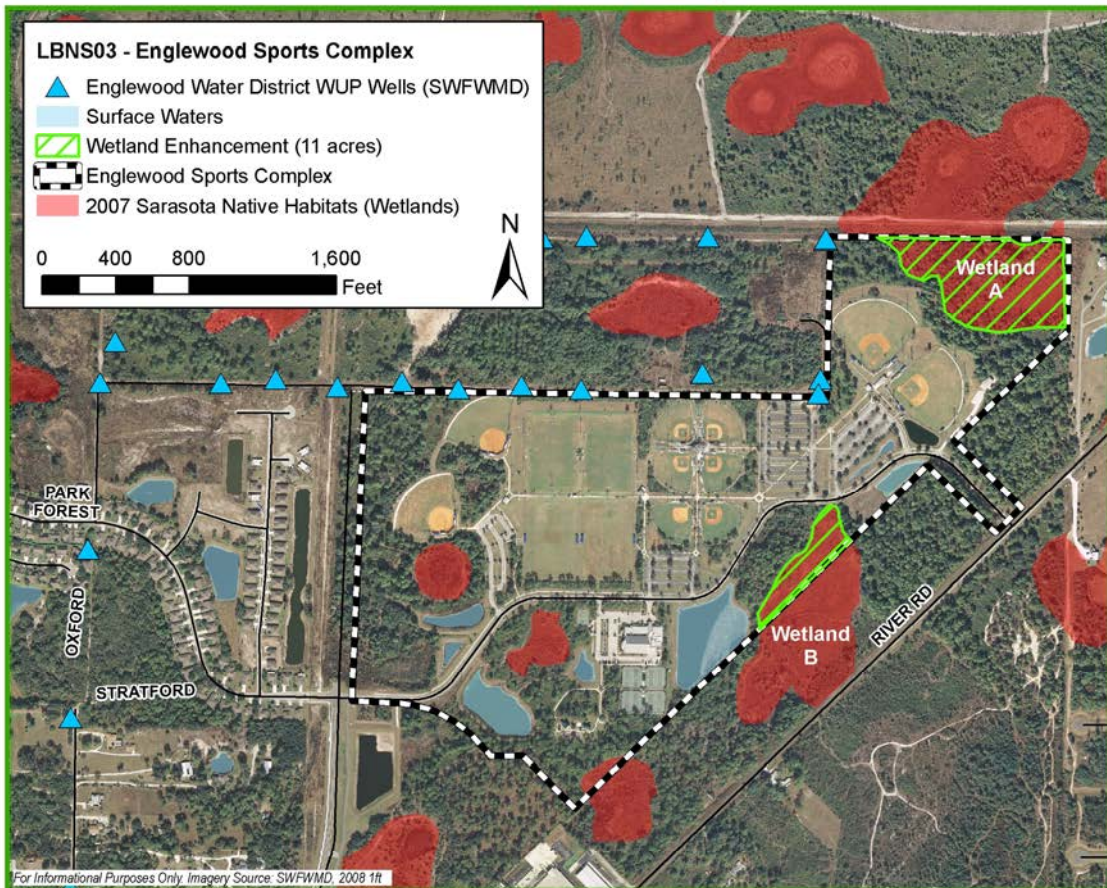 LBNS03 - Englewood Sports Complex
Englewood Water District WUP Wells (SWFWMD)
Surface Waters
Wetland Enhancement (11 acres)
Englewood Sports Complex
2007 Sarasota Native Habitats (Wetlands)
N
0 400 800 1,600
Feet
Wetland
A
PARK
FOREST
OXFORD
STRATFORD
Wetland
B
RIVER RD
For Informational Purposes Only. Imagery Source: SWFWMD, 2008 1ft